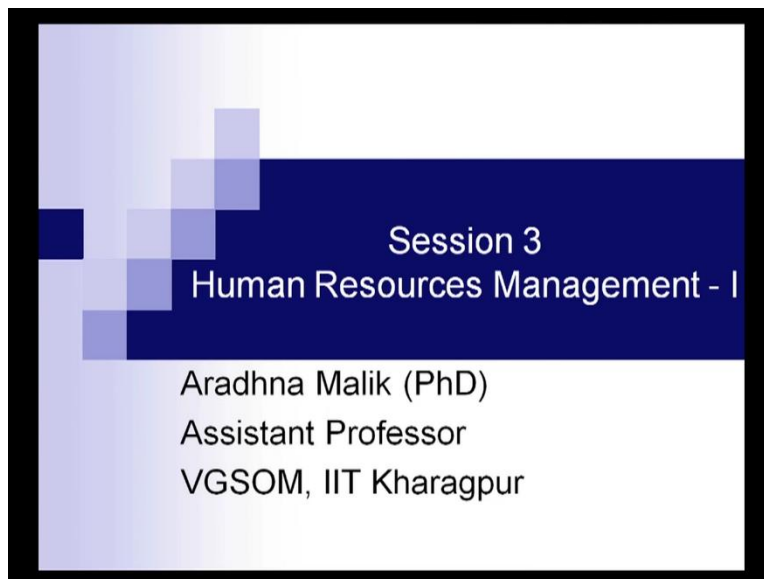 Session 3
Human Resources Management - I
Aradhna Malik (PhD)
Assistant Professor
VGSOM, IIT Kharagpur